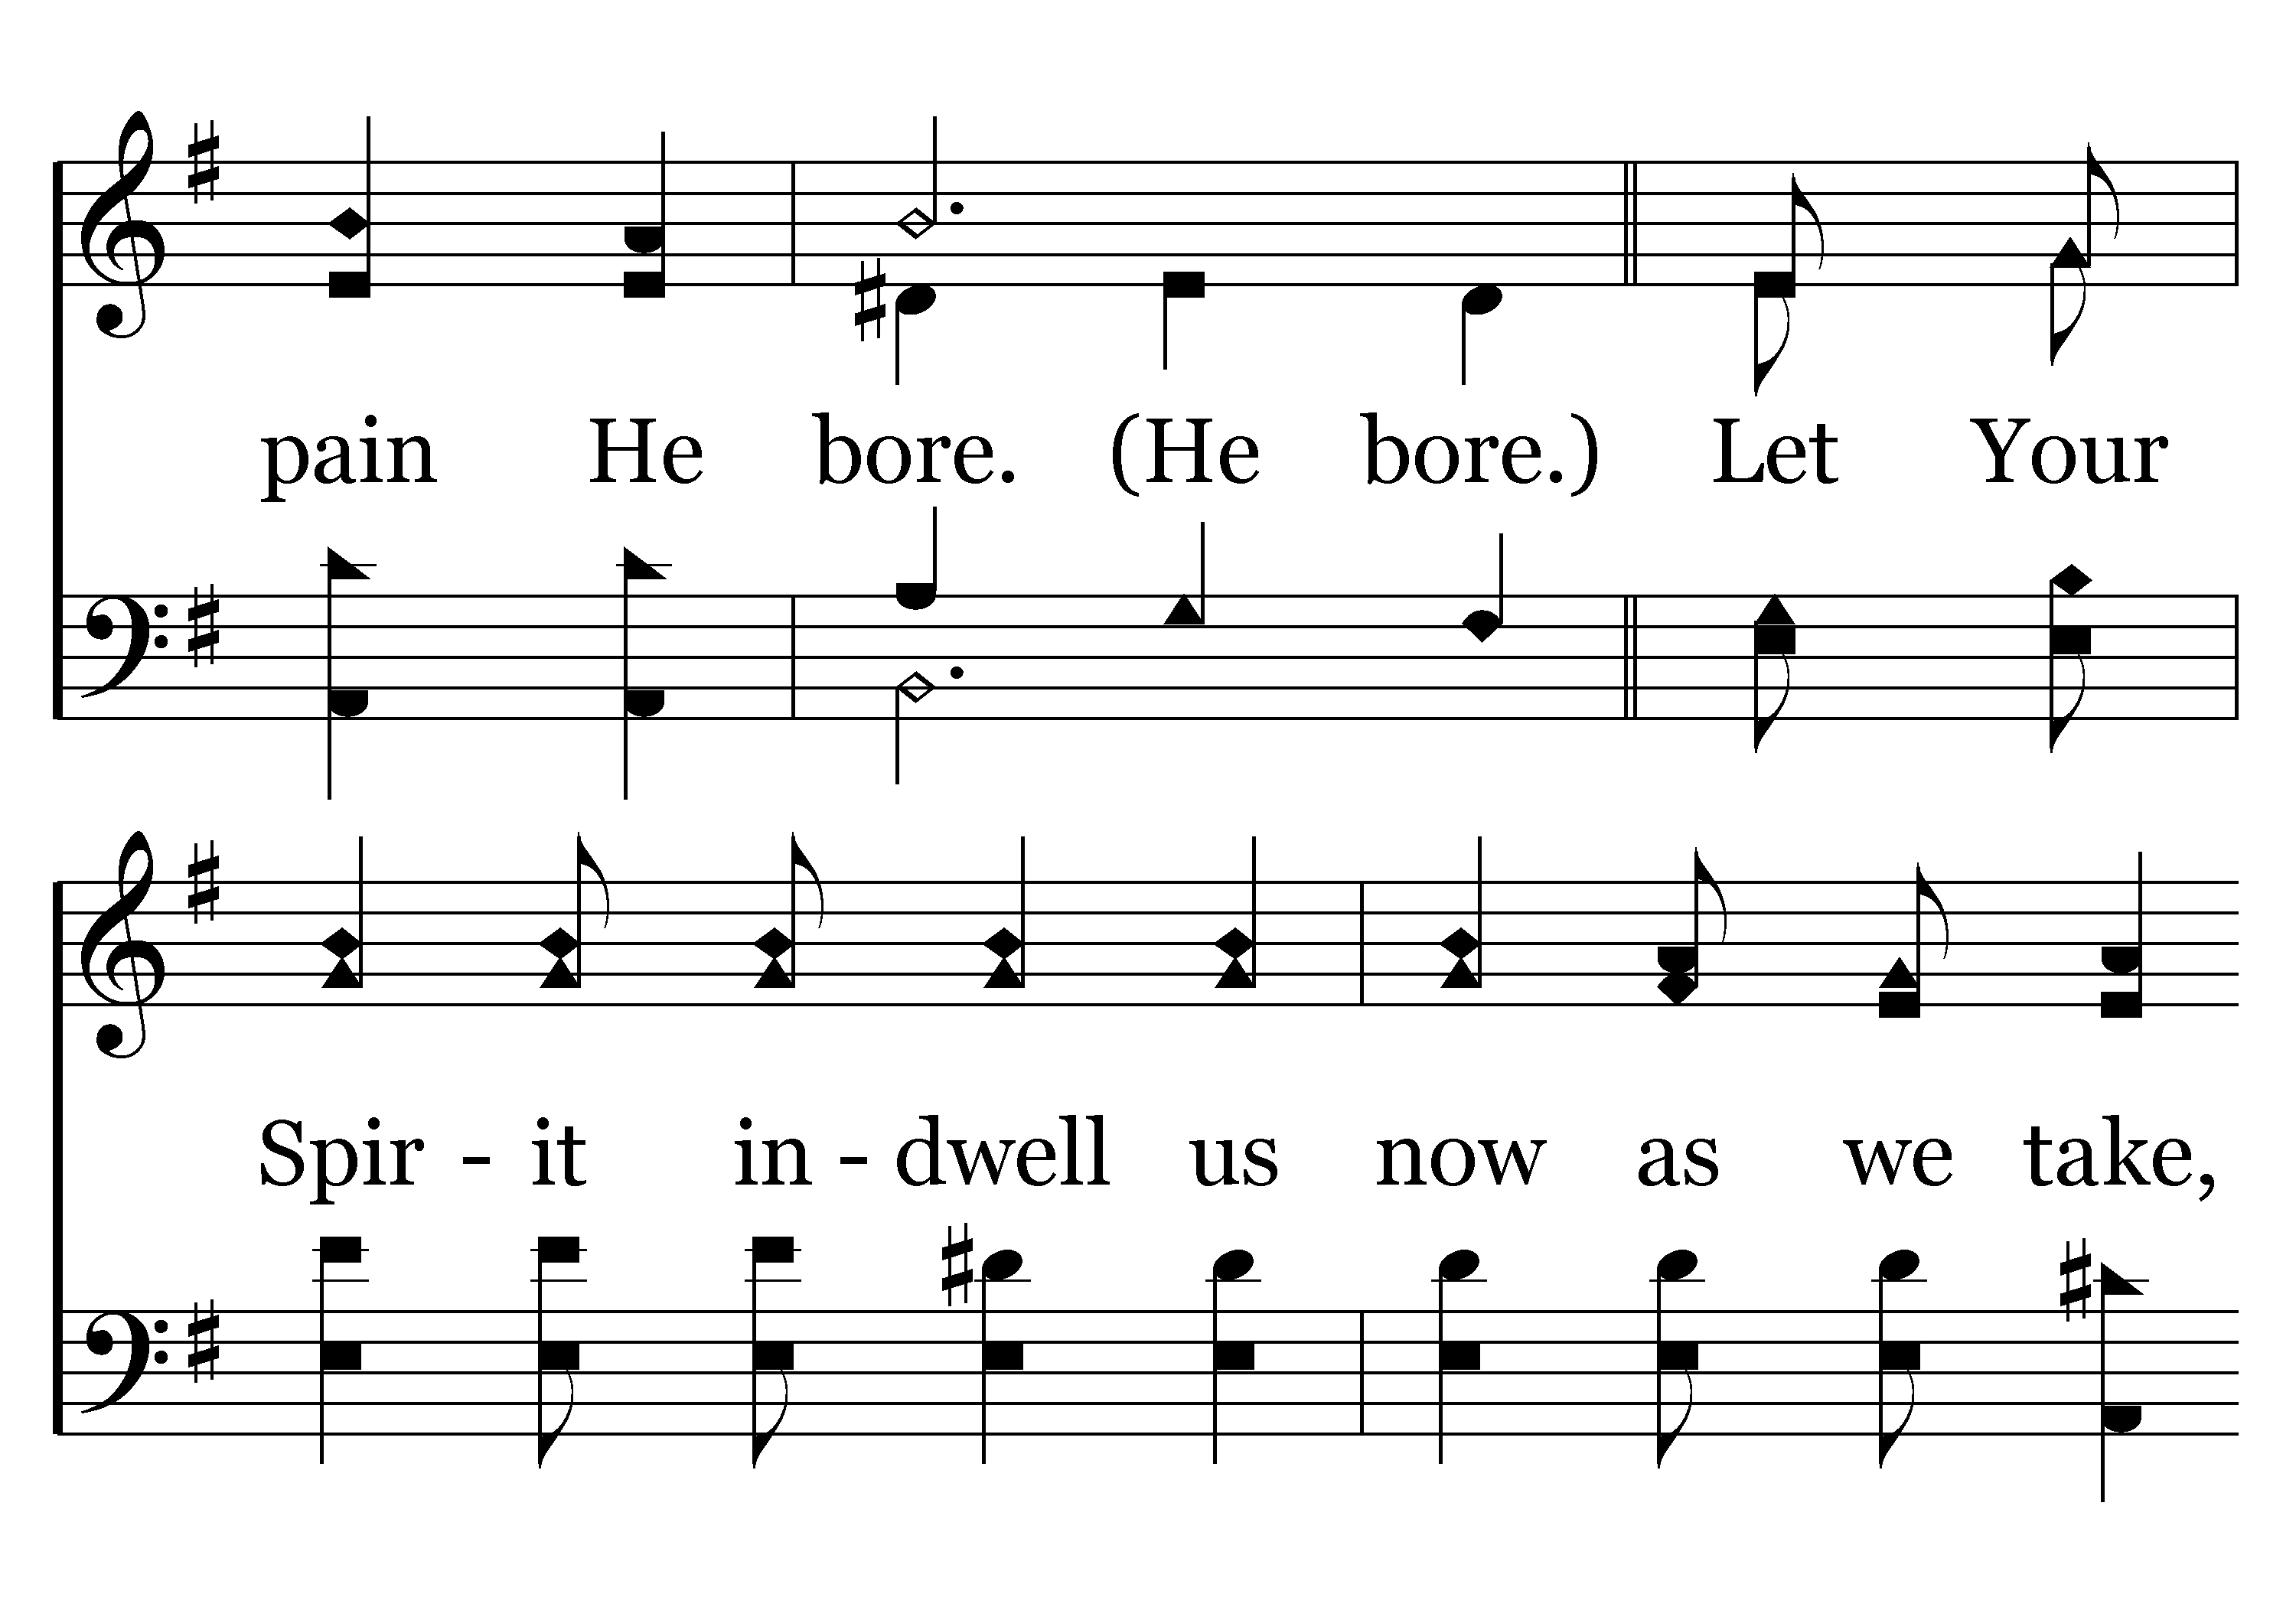 pain He bore. (He bore.) Let Your
Spir - it in - dwell us now as we take,